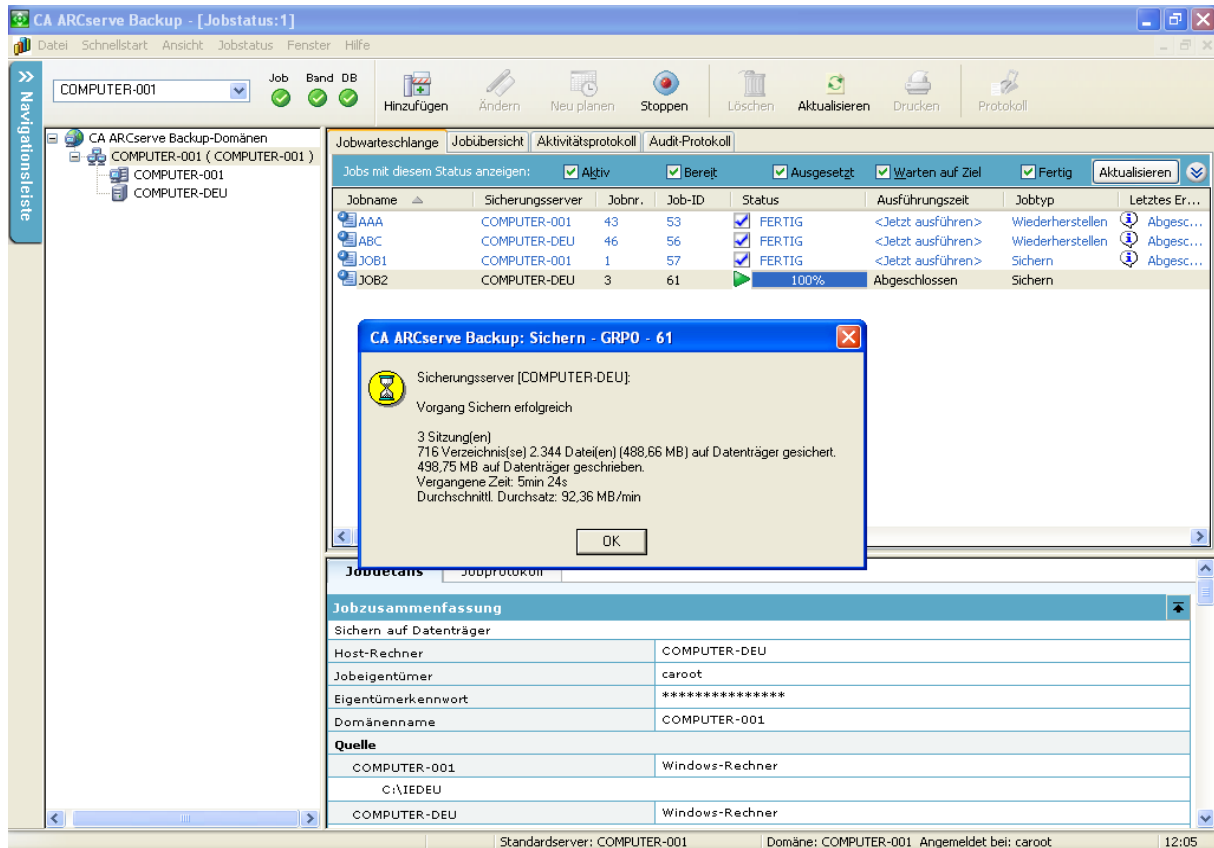 CA ARCserve Backup - [Jobstatus:1]
Datei Schnellstart Ansicht Jobstatus Fenster Hilfe
Navigationsleiste
COMPUTER-001
Job Band DB
Hinzufügen Ändern Neu planen Stoppen Löschen Aktualisieren Drucken Protokoll
CA ARCserve Backup-Domänen
COMPUTER-001 ( COMPUTER-001 )
COMPUTER-001
COMPUTER-DEU
Jobwarteschlange Jobübersicht Aktivitätsprotokoll Audit-Protokoll
Jobs mit diesem Status anzeigen: Aktiv Bereit Ausgesetzt Warten auf Ziel Fertig Aktualisieren
Jobname Sicherungsserver Jobnr. Job-ID Status Ausführungszeit Jobtyp Letztes Er...
AAA COMPUTER-001 43 53 FERTIG <Jetzt ausführen> Wiederherstellen Abgesc...
ABC COMPUTER-DEU 46 56 FERTIG <Jetzt ausführen> Wiederherstellen Abgesc...
JOB1 COMPUTER-001 1 57 FERTIG <Jetzt ausführen> Sichern Abgesc...
JOB2 COMPUTER-DEU 3 61 100% Abgeschlossen Sichern
CA ARCserve Backup: Sichern - GRP0 - 61
Sicherungsserver [COMPUTER-DEU]:
Vorgang Sichern erfolgreich
3 Sitzung(en)
716 Verzeichnis(se) 2.344 Datei(en) (488,66 MB) auf Datenträger gesichert.
498,75 MB auf Datenträger geschrieben.
Vergangene Zeit: 5min 24s
Durchschnittl. Durchsatz: 92,36 MB/min
OK
Jobdetails Jobprotokoll
Jobzusammenfassung
Sichern auf Datenträger
Host-Rechner COMPUTER-DEU
Jobeigentümer caroot
Eigentümerkennwort ***************
Domänenname COMPUTER-001
Quelle
COMPUTER-001 Windows-Rechner
C:\IEDEU
COMPUTER-DEU Windows-Rechner
Standardserver: COMPUTER-001 Domäne: COMPUTER-001 Angemeldet bei: caroot 12:05